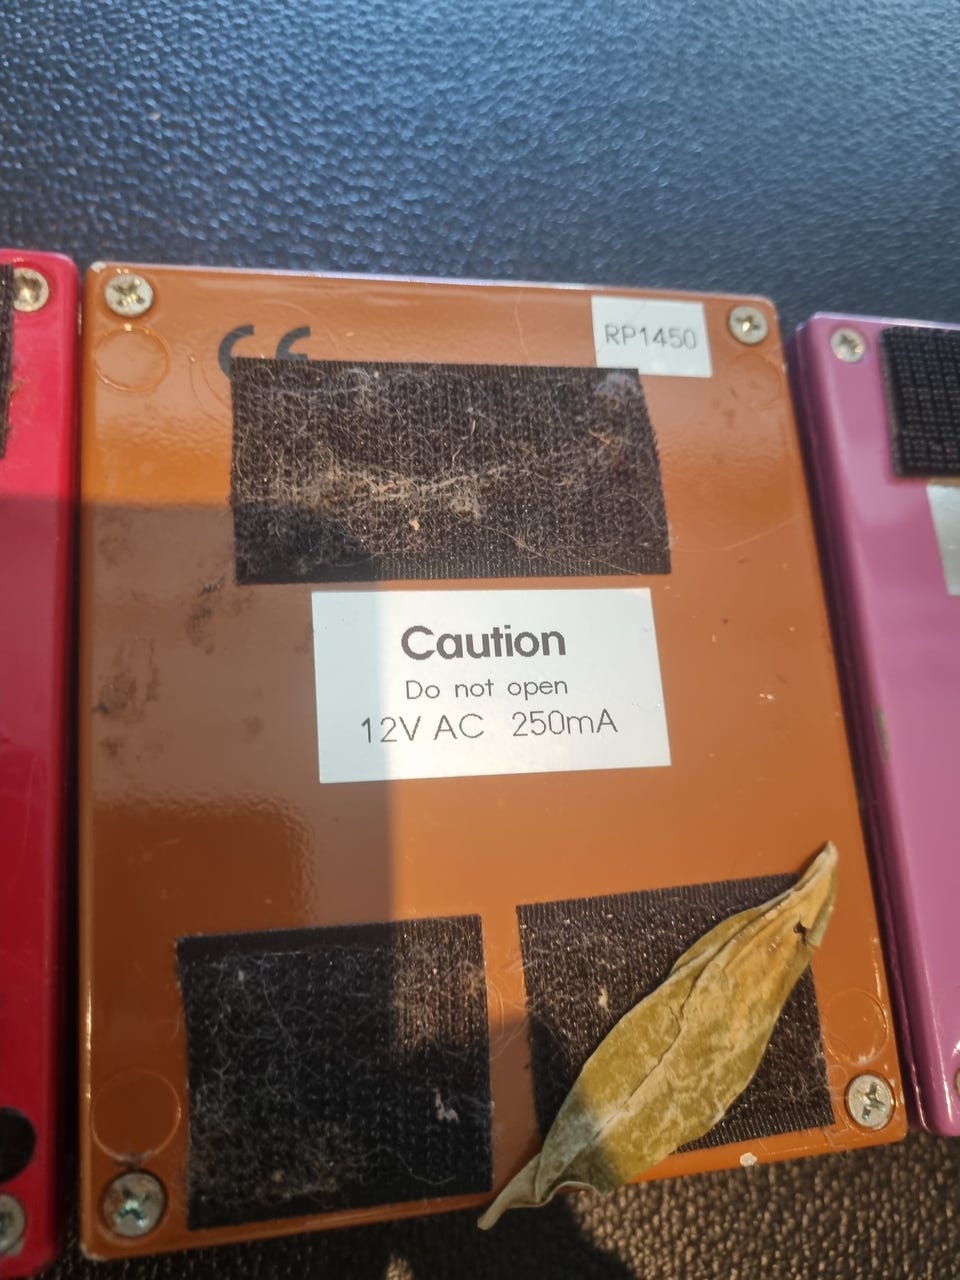 CE
RP1450
Caution
Do not open
12V AC 250mA